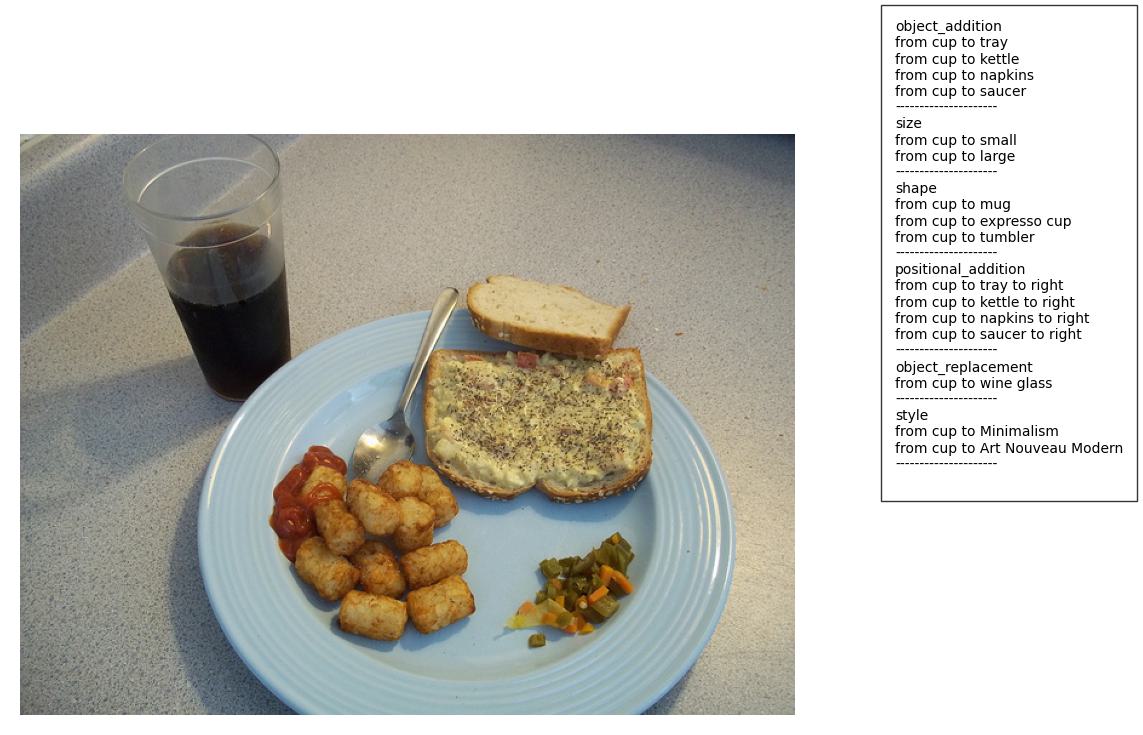 object_addition
from cup to tray
from cup to kettle
from cup to napkins
from cup to saucer
---------------------
size
from cup to small
from cup to large
---------------------
shape
from cup to mug
from cup to expresso cup
from cup to tumbler
---------------------
positional_addition
from cup to tray to right
from cup to kettle to right
from cup to napkins to right
from cup to saucer to right
---------------------
object_replacement
from cup to wine glass
---------------------
style
from cup to Minimalism
from cup to Art Nouveau Modern
---------------------